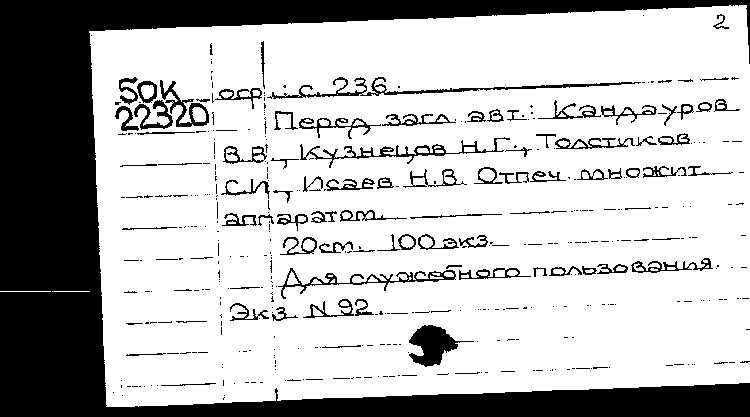 2
50К огр.: с. 236.
22320 Перед загл авт.: Кандауров
В.В., Кузнецов Н.Г., Толстиков
С.И., Исаев Н.В. Отпеч. множит.
аппаратом.
20см. 100 экз.
Для служебного пользования.
Экз. N 92.